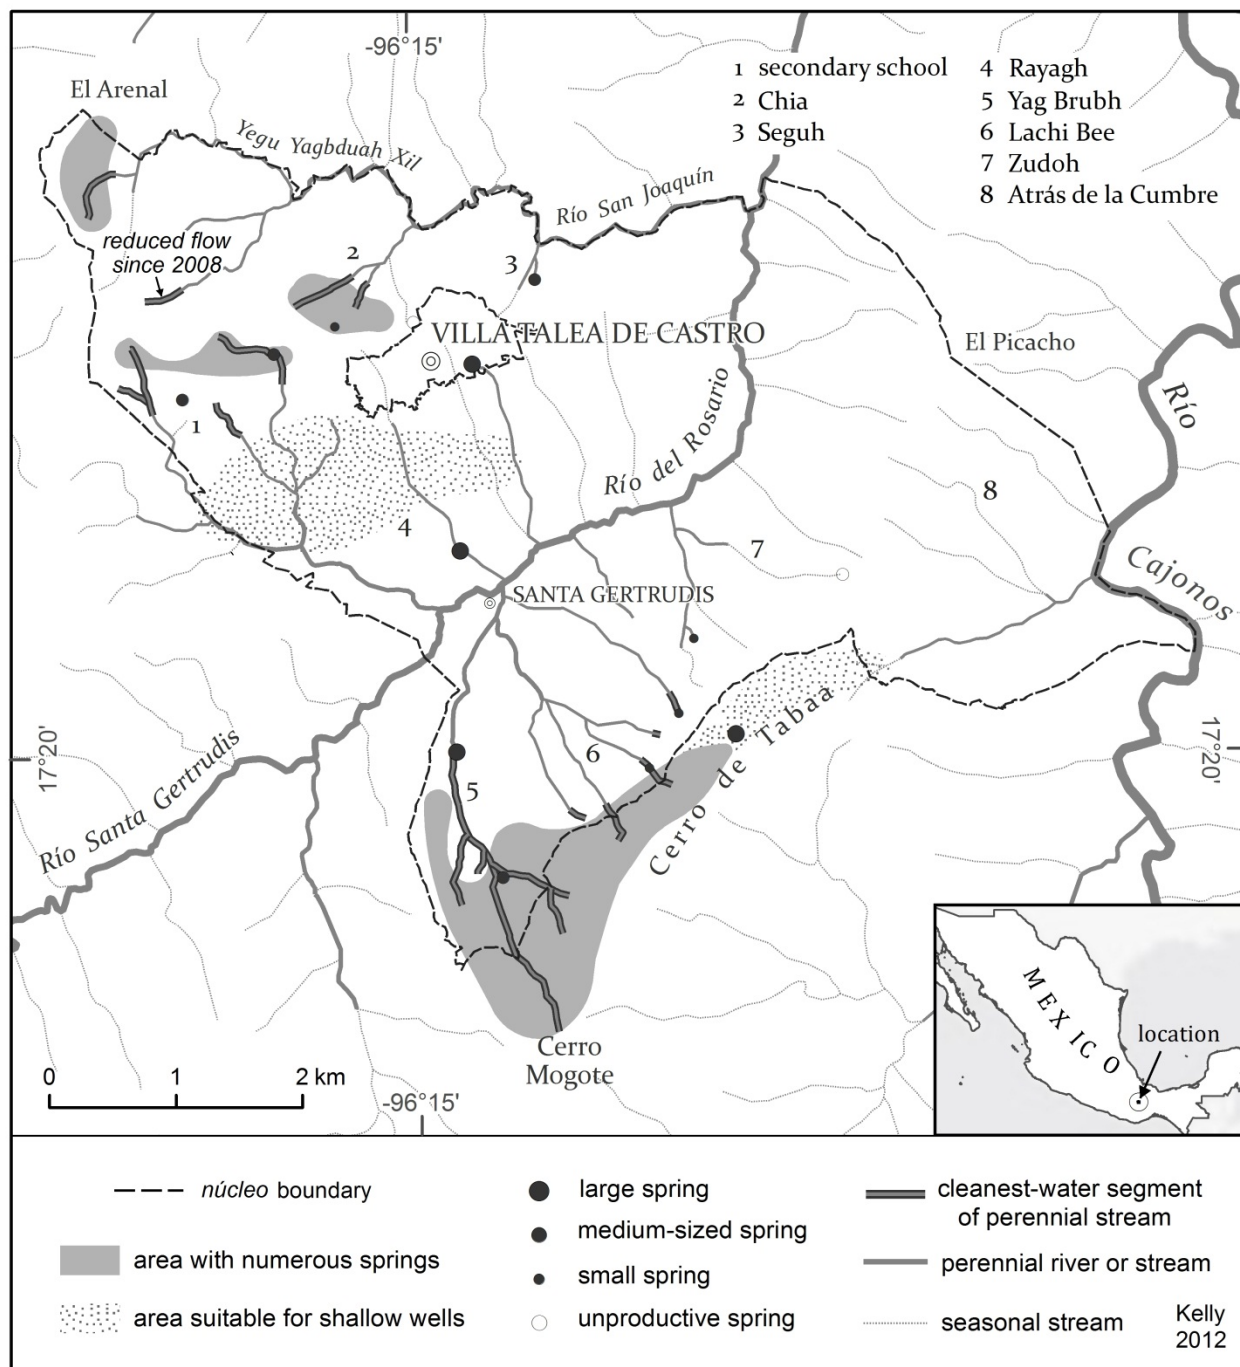 -96°15'
1 secondary school
2 Chia
3 Seguh
4 Rayagh
5 Yag Brubh
6 Lachi Bee
7 Zudoh
8 Atrás de la Cumbre
El Arenal
Yegu Yagbduah Xil
Río San Joaquín
reduced flow
since 2008
2
3
VILLA TALEA DE CASTRO
El Picacho
Río Cajonos
1
Río del Rosario
8
4
7
SANTA GERTRUDIS
17°20'
Río Santa Gertrudis
6
5
Cerro de Tabaa
17°20'
Cerro
Mogote
0 1 2 km
-96°15'
MEXICO
location
núcleo boundary
area with numerous springs
area suitable for shallow wells
large spring
medium-sized spring
small spring
unproductive spring
cleanest-water segment
of perennial stream
perennial river or stream
seasonal stream
Kelly
2012